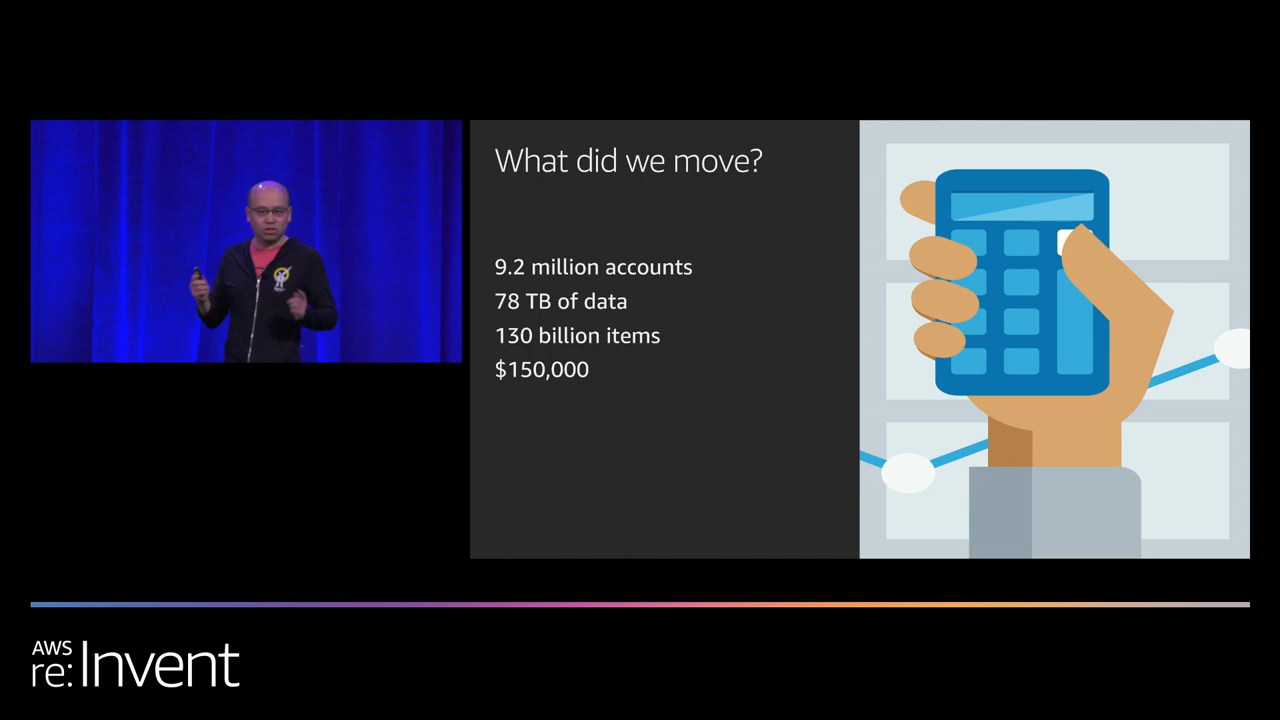 What did we move?
9.2 million accounts
78 TB of data
130 billion items
$150,000
AWS
re:Invent